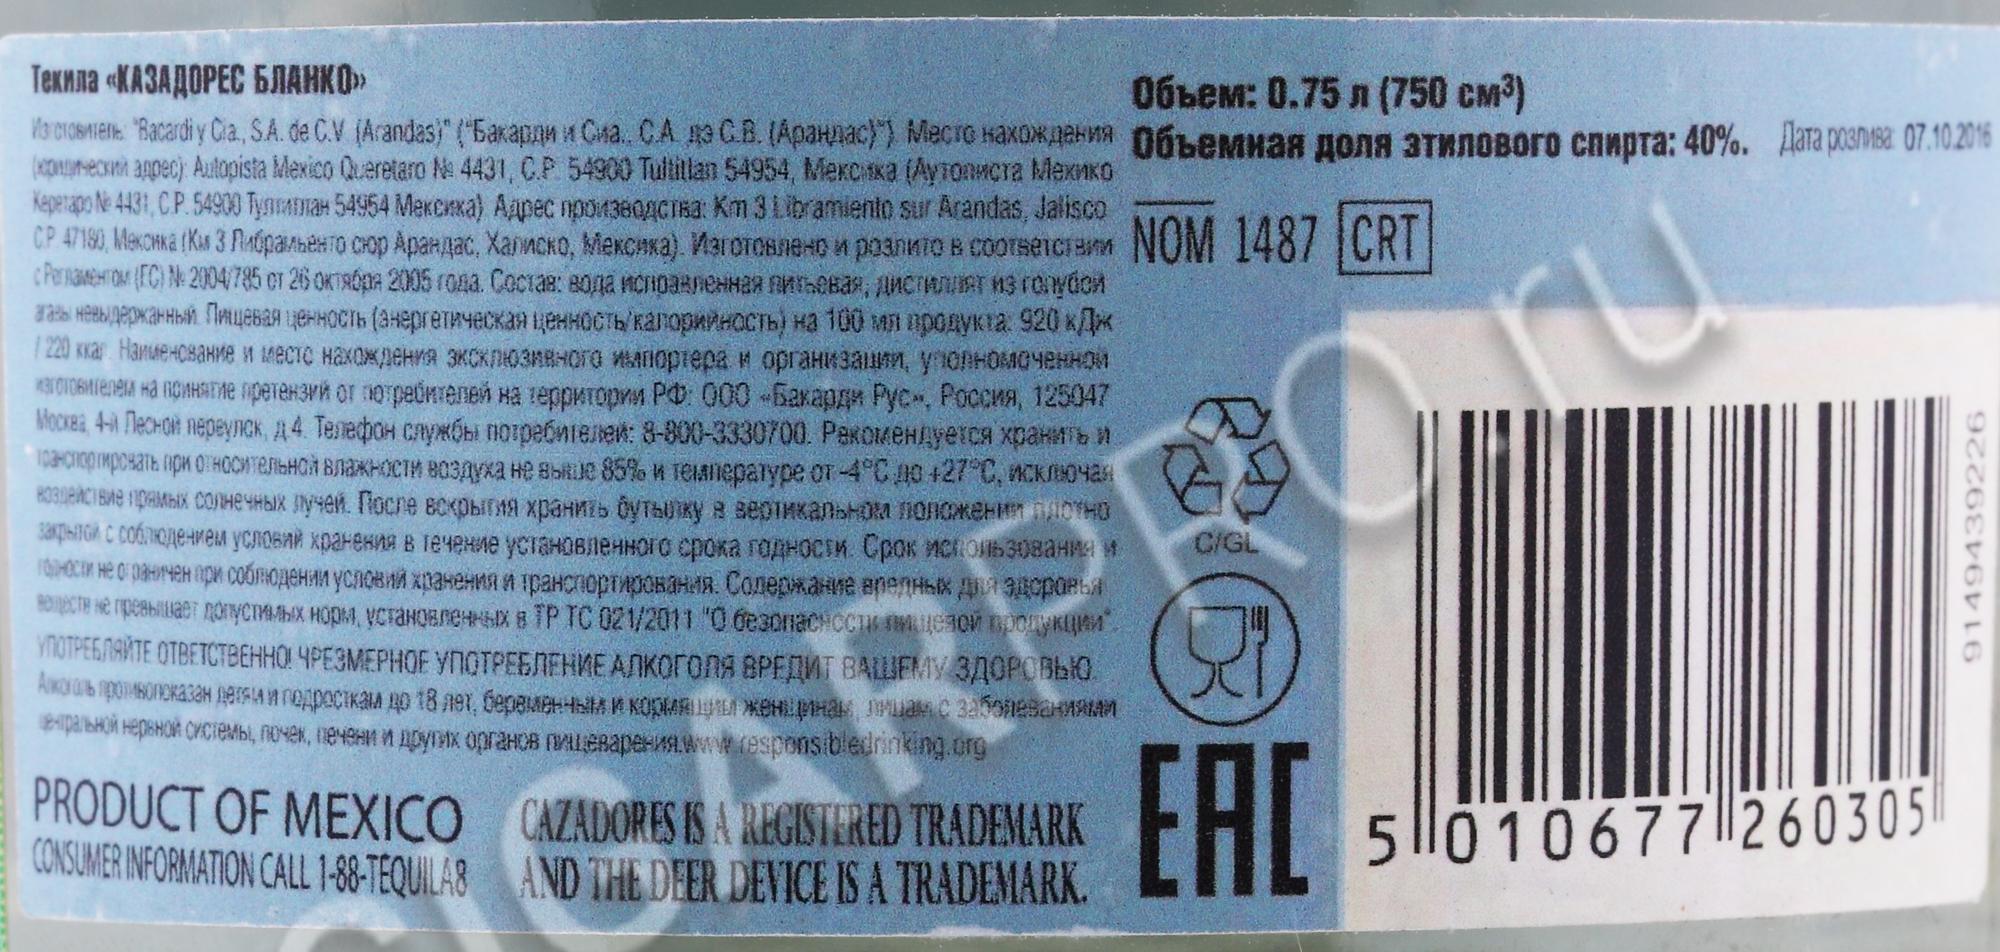 Текила «КАЗАДОРЕС БЛАНКО»
Изготовитель: "Bacardi y Cia., S.A. de C.V. (Arandas)" ("Бакарди и Сиа., С.А. дэ С.В. (Арандас)"). Место нахождения
(юридический адрес): Autopista Mexico Queretaro № 4431, C.P. 54900 Tultitlan 54954, Мексика (Аутописта Мехико
Керетаро № 4431, С.Р. 54900 Тултитлан 54954 Мексика). Адрес производства: Km 3 Libramiento sur Arandas, Jalisco
C.P. 47180, Мексика (Км 3 Либрамьенто сюр Арандас, Халиско, Мексика). Изготовлено и розлито в соответствии
с Регламентом (ГС) № 2004/785 от 26 октября 2005 года. Состав: вода исправленная питьевая, дистиллят из голубой
агавы невыдержанный. Пищевая ценность (энергетическая ценность/калорийность) на 100 мл продукта: 920 кДж
/ 220 ккал. Наименование и место нахождения эксклюзивного импортера и организации, уполномоченной
изготовителем на принятие претензий от потребителей на территории РФ: ООО «Бакарди Рус», Россия, 125047
Москва, 4-й Лесной переулок, д.4. Телефон службы потребителей: 8-800-3330700. Рекомендуется хранить и
транспортировать при относительной влажности воздуха не выше 85% и температуре от -4°С до +27°С, исключая
воздействие прямых солнечных лучей. После вскрытия хранить бутылку в вертикальном положении плотно
закрытой с соблюдением условий хранения в течение установленного срока годности. Срок использования и
годности не ограничен при соблюдении условий хранения и транспортирования. Содержание вредных для здоровья
веществ не превышает допустимых норм, установленных в ТР ТС 021/2011 "О безопасности пищевой продукции".
УПОТРЕБЛЯЙТЕ ОТВЕТСТВЕННО! ЧРЕЗМЕРНОЕ УПОТРЕБЛЕНИЕ АЛКОГОЛЯ ВРЕДИТ ВАШЕМУ ЗДОРОВЬЮ.
Алкоголь противопоказан детям и подросткам до 18 лет, беременным и кормящим женщинам, лицам с заболеваниями
центральной нервной системы, почек, печени и других органов пищеварения.www.responsibledrinking.org
PRODUCT OF MEXICO
CONSUMER INFORMATION CALL 1-88-TEQUILA8
CAZADORES IS A REGISTERED TRADEMARK
AND THE DEER DEVICE IS A TRADEMARK.
Объем: 0.75 л (750 см³)
Объемная доля этилового спирта: 40%. Дата розлива: 07.10.2016
NOM 1487 CRT
C/GL
EAC
5 010677 260305
9149439226
CARPRO.ru